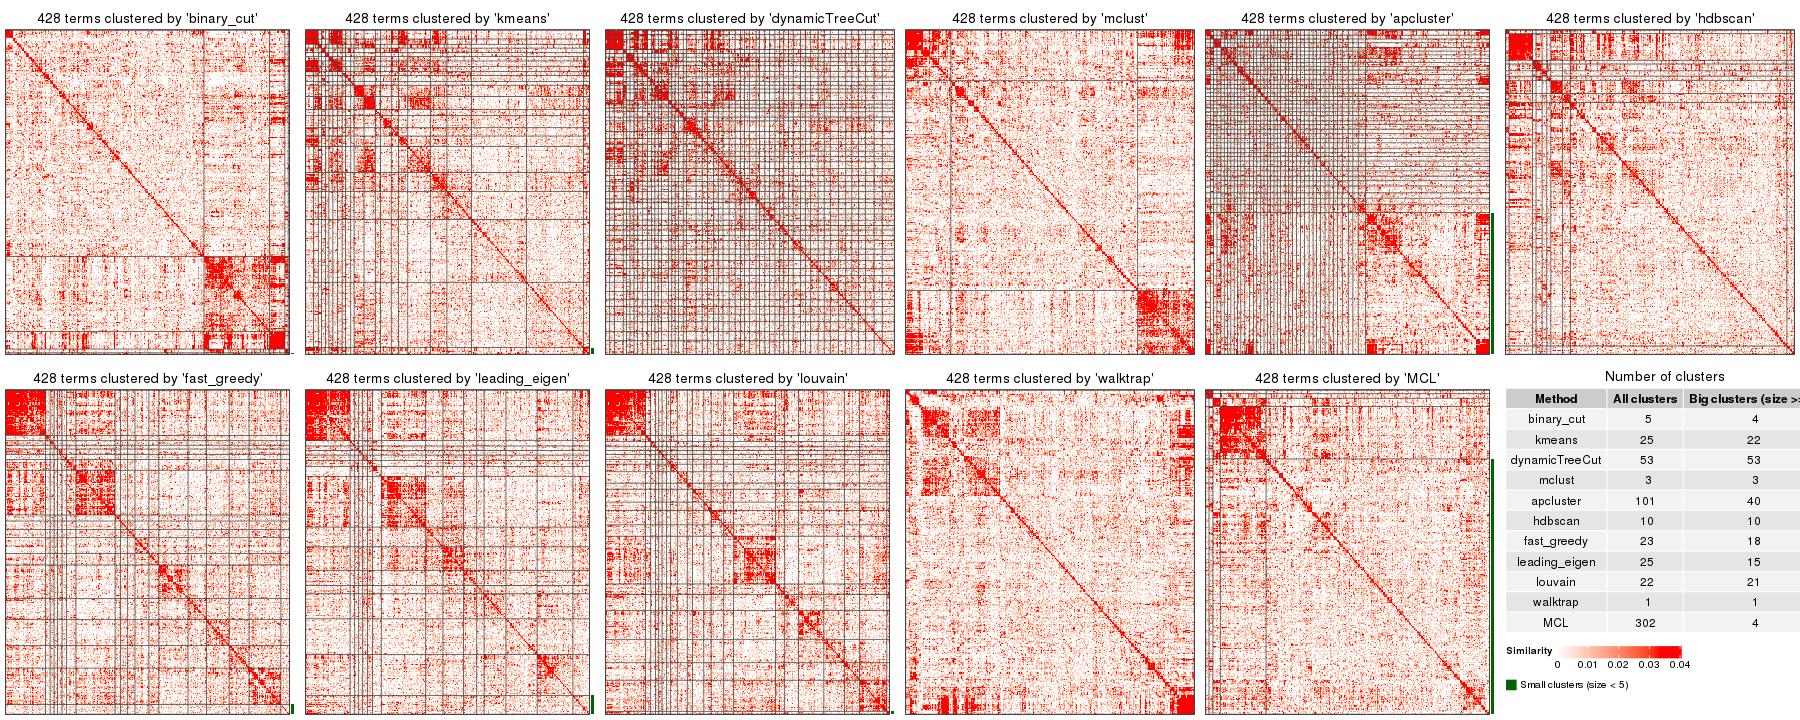 428 terms clustered by 'binary_cut'
428 terms clustered by 'kmeans'
428 terms clustered by 'dynamicTreeCut'
428 terms clustered by 'mclust'
428 terms clustered by 'apcluster'
428 terms clustered by 'hdbscan'
428 terms clustered by 'fast_greedy'
428 terms clustered by 'leading_eigen'
428 terms clustered by 'louvain'
428 terms clustered by 'walktrap'
428 terms clustered by 'MCL'
Number of clusters
Method All clusters Big clusters (size >=
binary_cut 5 4
kmeans 25 22
dynamicTreeCut 53 53
mclust 3 3
apcluster 101 40
hdbscan 10 10
fast_greedy 23 18
leading_eigen 25 15
louvain 22 21
walktrap 1 1
MCL 302 4
Similarity
0 0.01 0.02 0.03 0.04
Small clusters (size < 5)